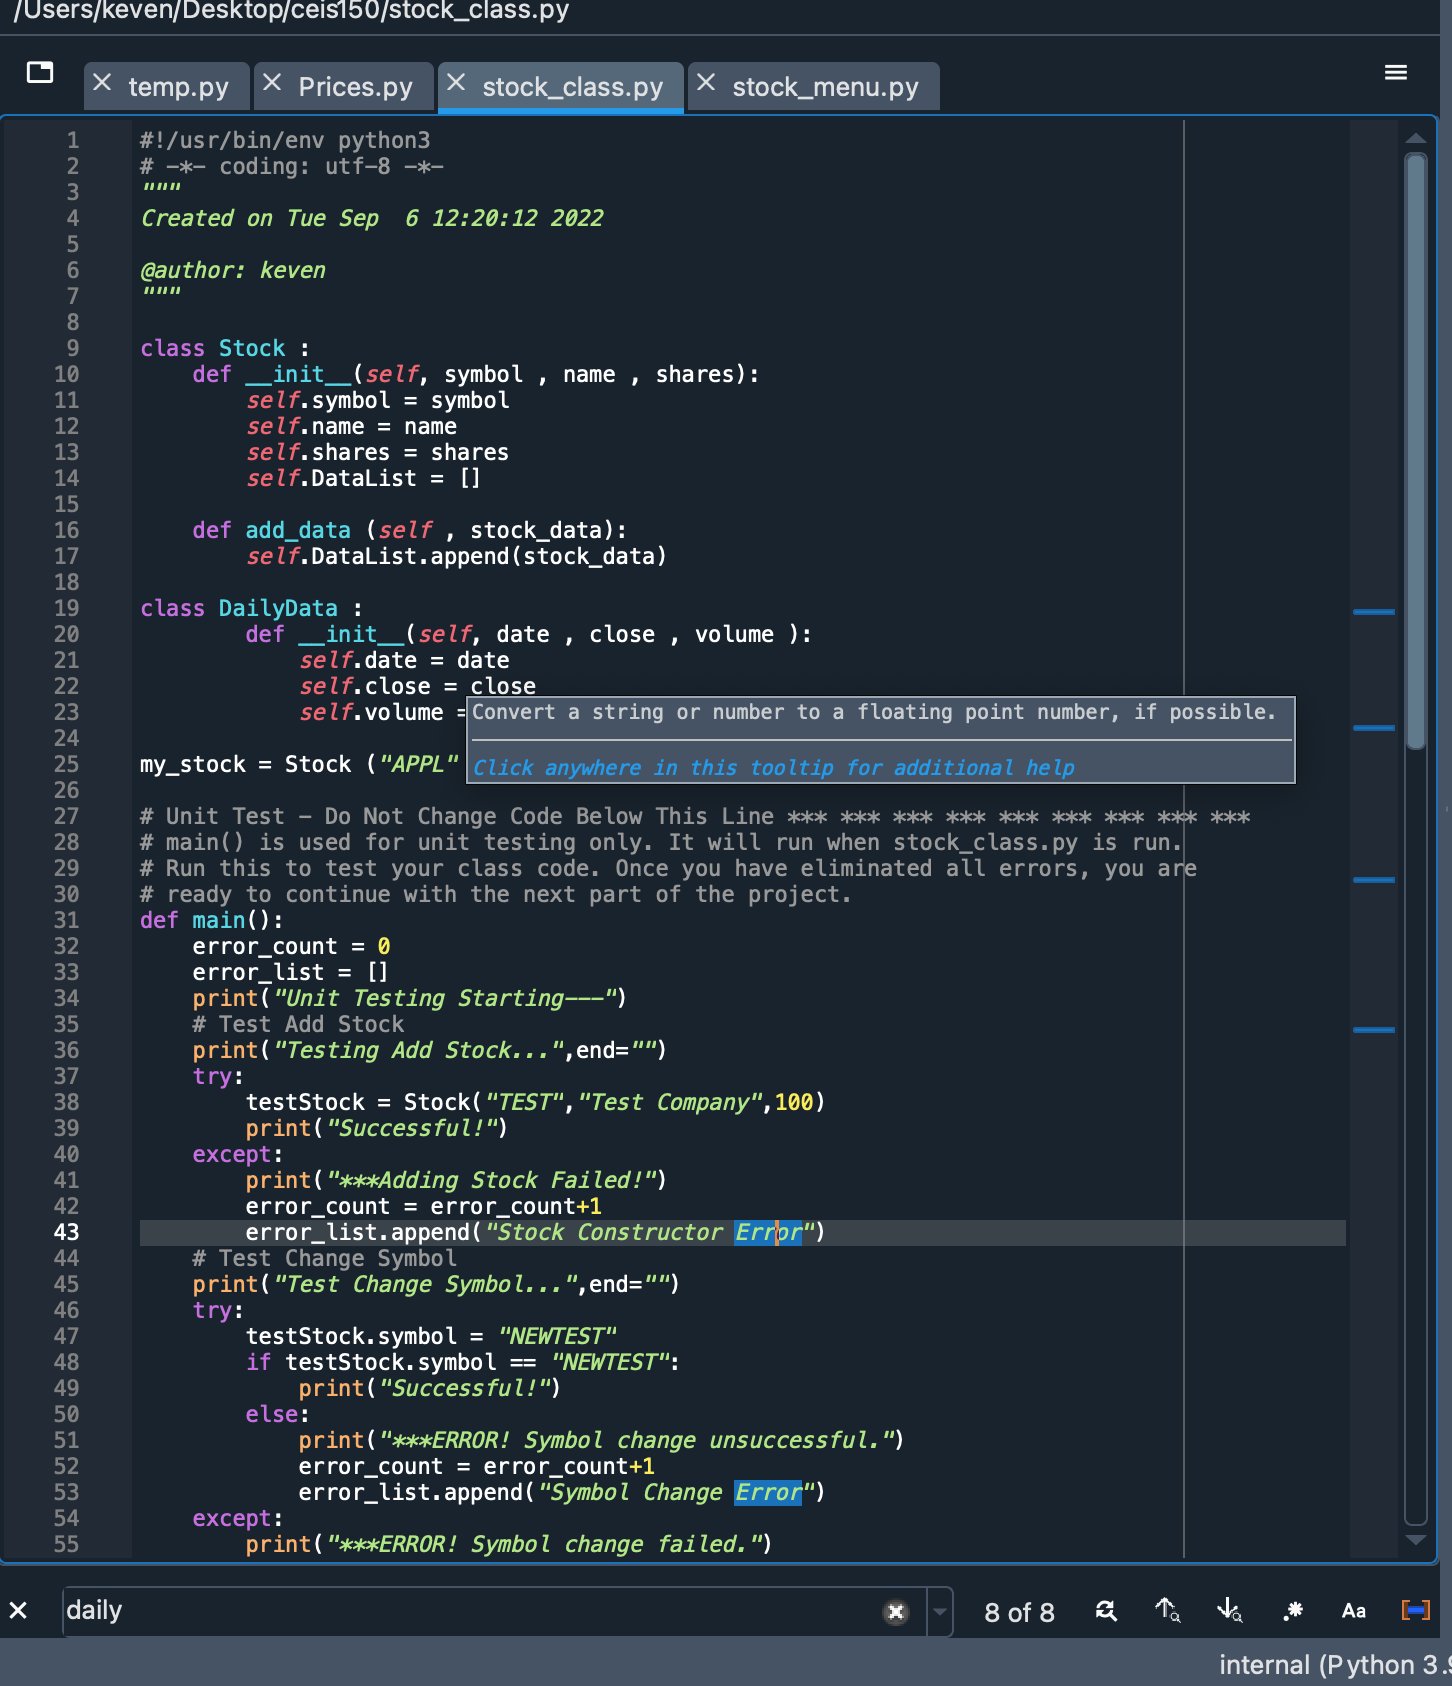 /Users/keven/Desktop/ceis150/stock_class.py
temp.py Prices.py stock_class.py stock_menu.py
1 #!/usr/bin/env python3
2 # -*- coding: utf-8 -*-
3 """
4 Created on Tue Sep  6 12:20:12 2022
5
6 @author: keven
7 """
8
9 class Stock :
10     def __init__(self, symbol , name , shares):
11         self.symbol = symbol
12         self.name = name
13         self.shares = shares
14         self.DataList = []
15
16     def add_data (self , stock_data):
17         self.DataList.append(stock_data)
18
19 class DailyData :
20         def __init__(self, date , close , volume ):
21             self.date = date
22             self.close = close
23             self.volume =
Convert a string or number to a floating point number, if possible.
24
25 my_stock = Stock ("APPL"
Click anywhere in this tooltip for additional help
26
27 # Unit Test - Do Not Change Code Below This Line *** *** *** *** *** *** *** *** ***
28 # main() is used for unit testing only. It will run when stock_class.py is run.
29 # Run this to test your class code. Once you have eliminated all errors, you are
30 # ready to continue with the next part of the project.
31 def main():
32     error_count = 0
33     error_list = []
34     print("Unit Testing Starting---")
35     # Test Add Stock
36     print("Testing Add Stock...",end="")
37     try:
38         testStock = Stock("TEST","Test Company",100)
39         print("Successful!")
40     except:
41         print("***Adding Stock Failed!")
42         error_count = error_count+1
43         error_list.append("Stock Constructor Error")
44     # Test Change Symbol
45     print("Test Change Symbol...",end="")
46     try:
47         testStock.symbol = "NEWTEST"
48         if testStock.symbol == "NEWTEST":
49             print("Successful!")
50         else:
51             print("***ERROR! Symbol change unsuccessful.")
52             error_count = error_count+1
53             error_list.append("Symbol Change Error")
54     except:
55         print("***ERROR! Symbol change failed.")
daily 8 of 8 .* Aa
internal (Python 3.9